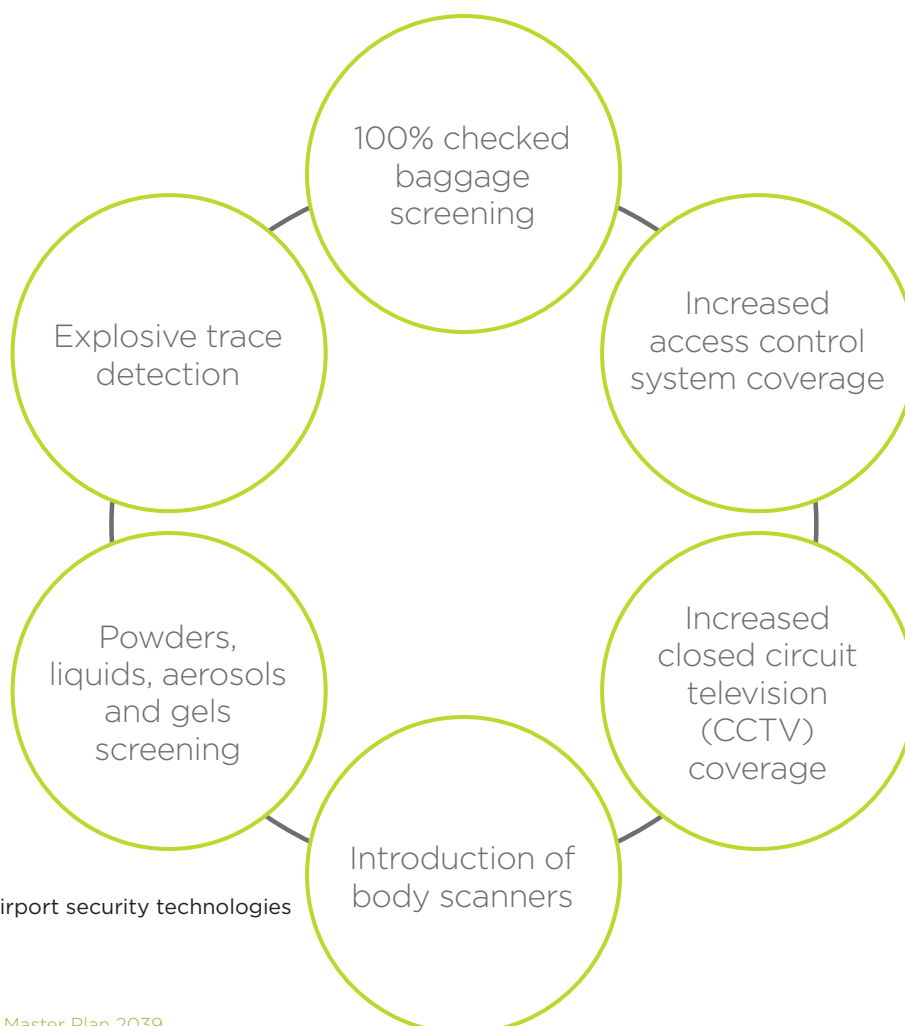 100% checked
baggage
screening
Increased
access control
system coverage
Increased
closed circuit
television
(CCTV)
coverage
Introduction of
body scanners
Powders,
liquids, aerosols
and gels
screening
Explosive trace
detection
irport security technologies
Master Plan 2039